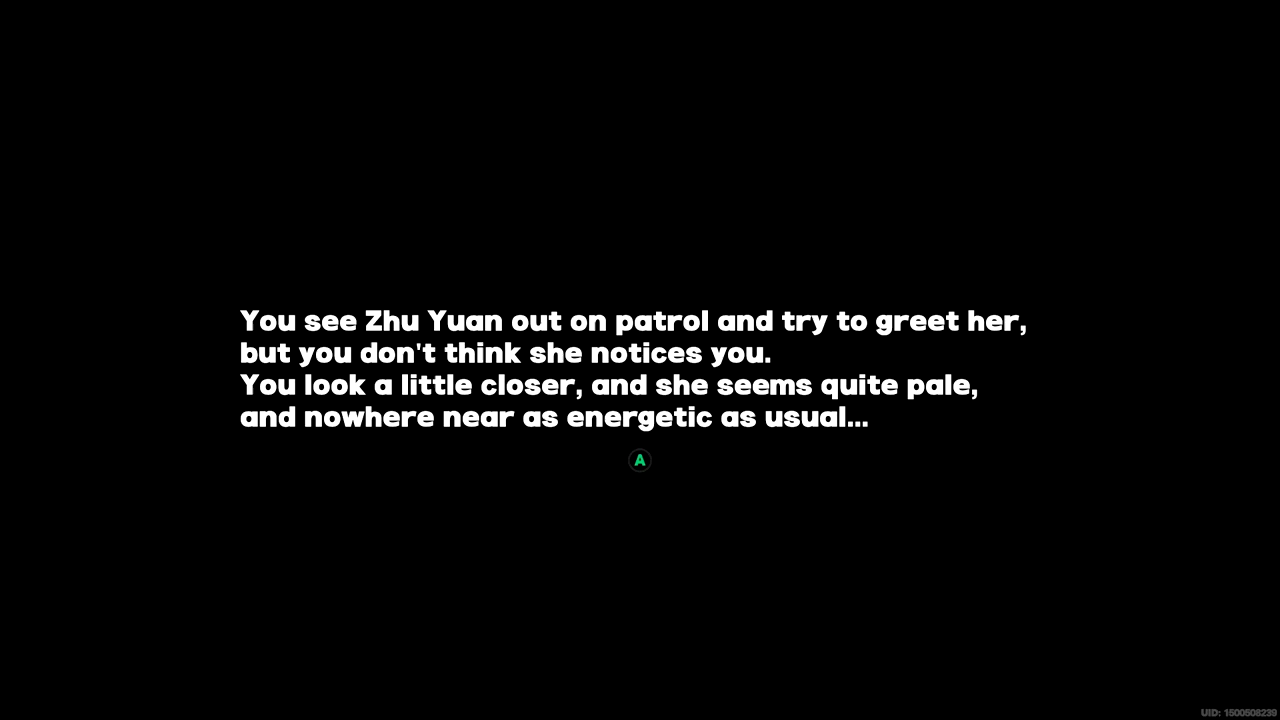 You see Zhu Yuan out on patrol and try to greet her,
but you don't think she notices you.
You look a little closer, and she seems quite pale,
and nowhere near as energetic as usual...
A
UID: 1500508239